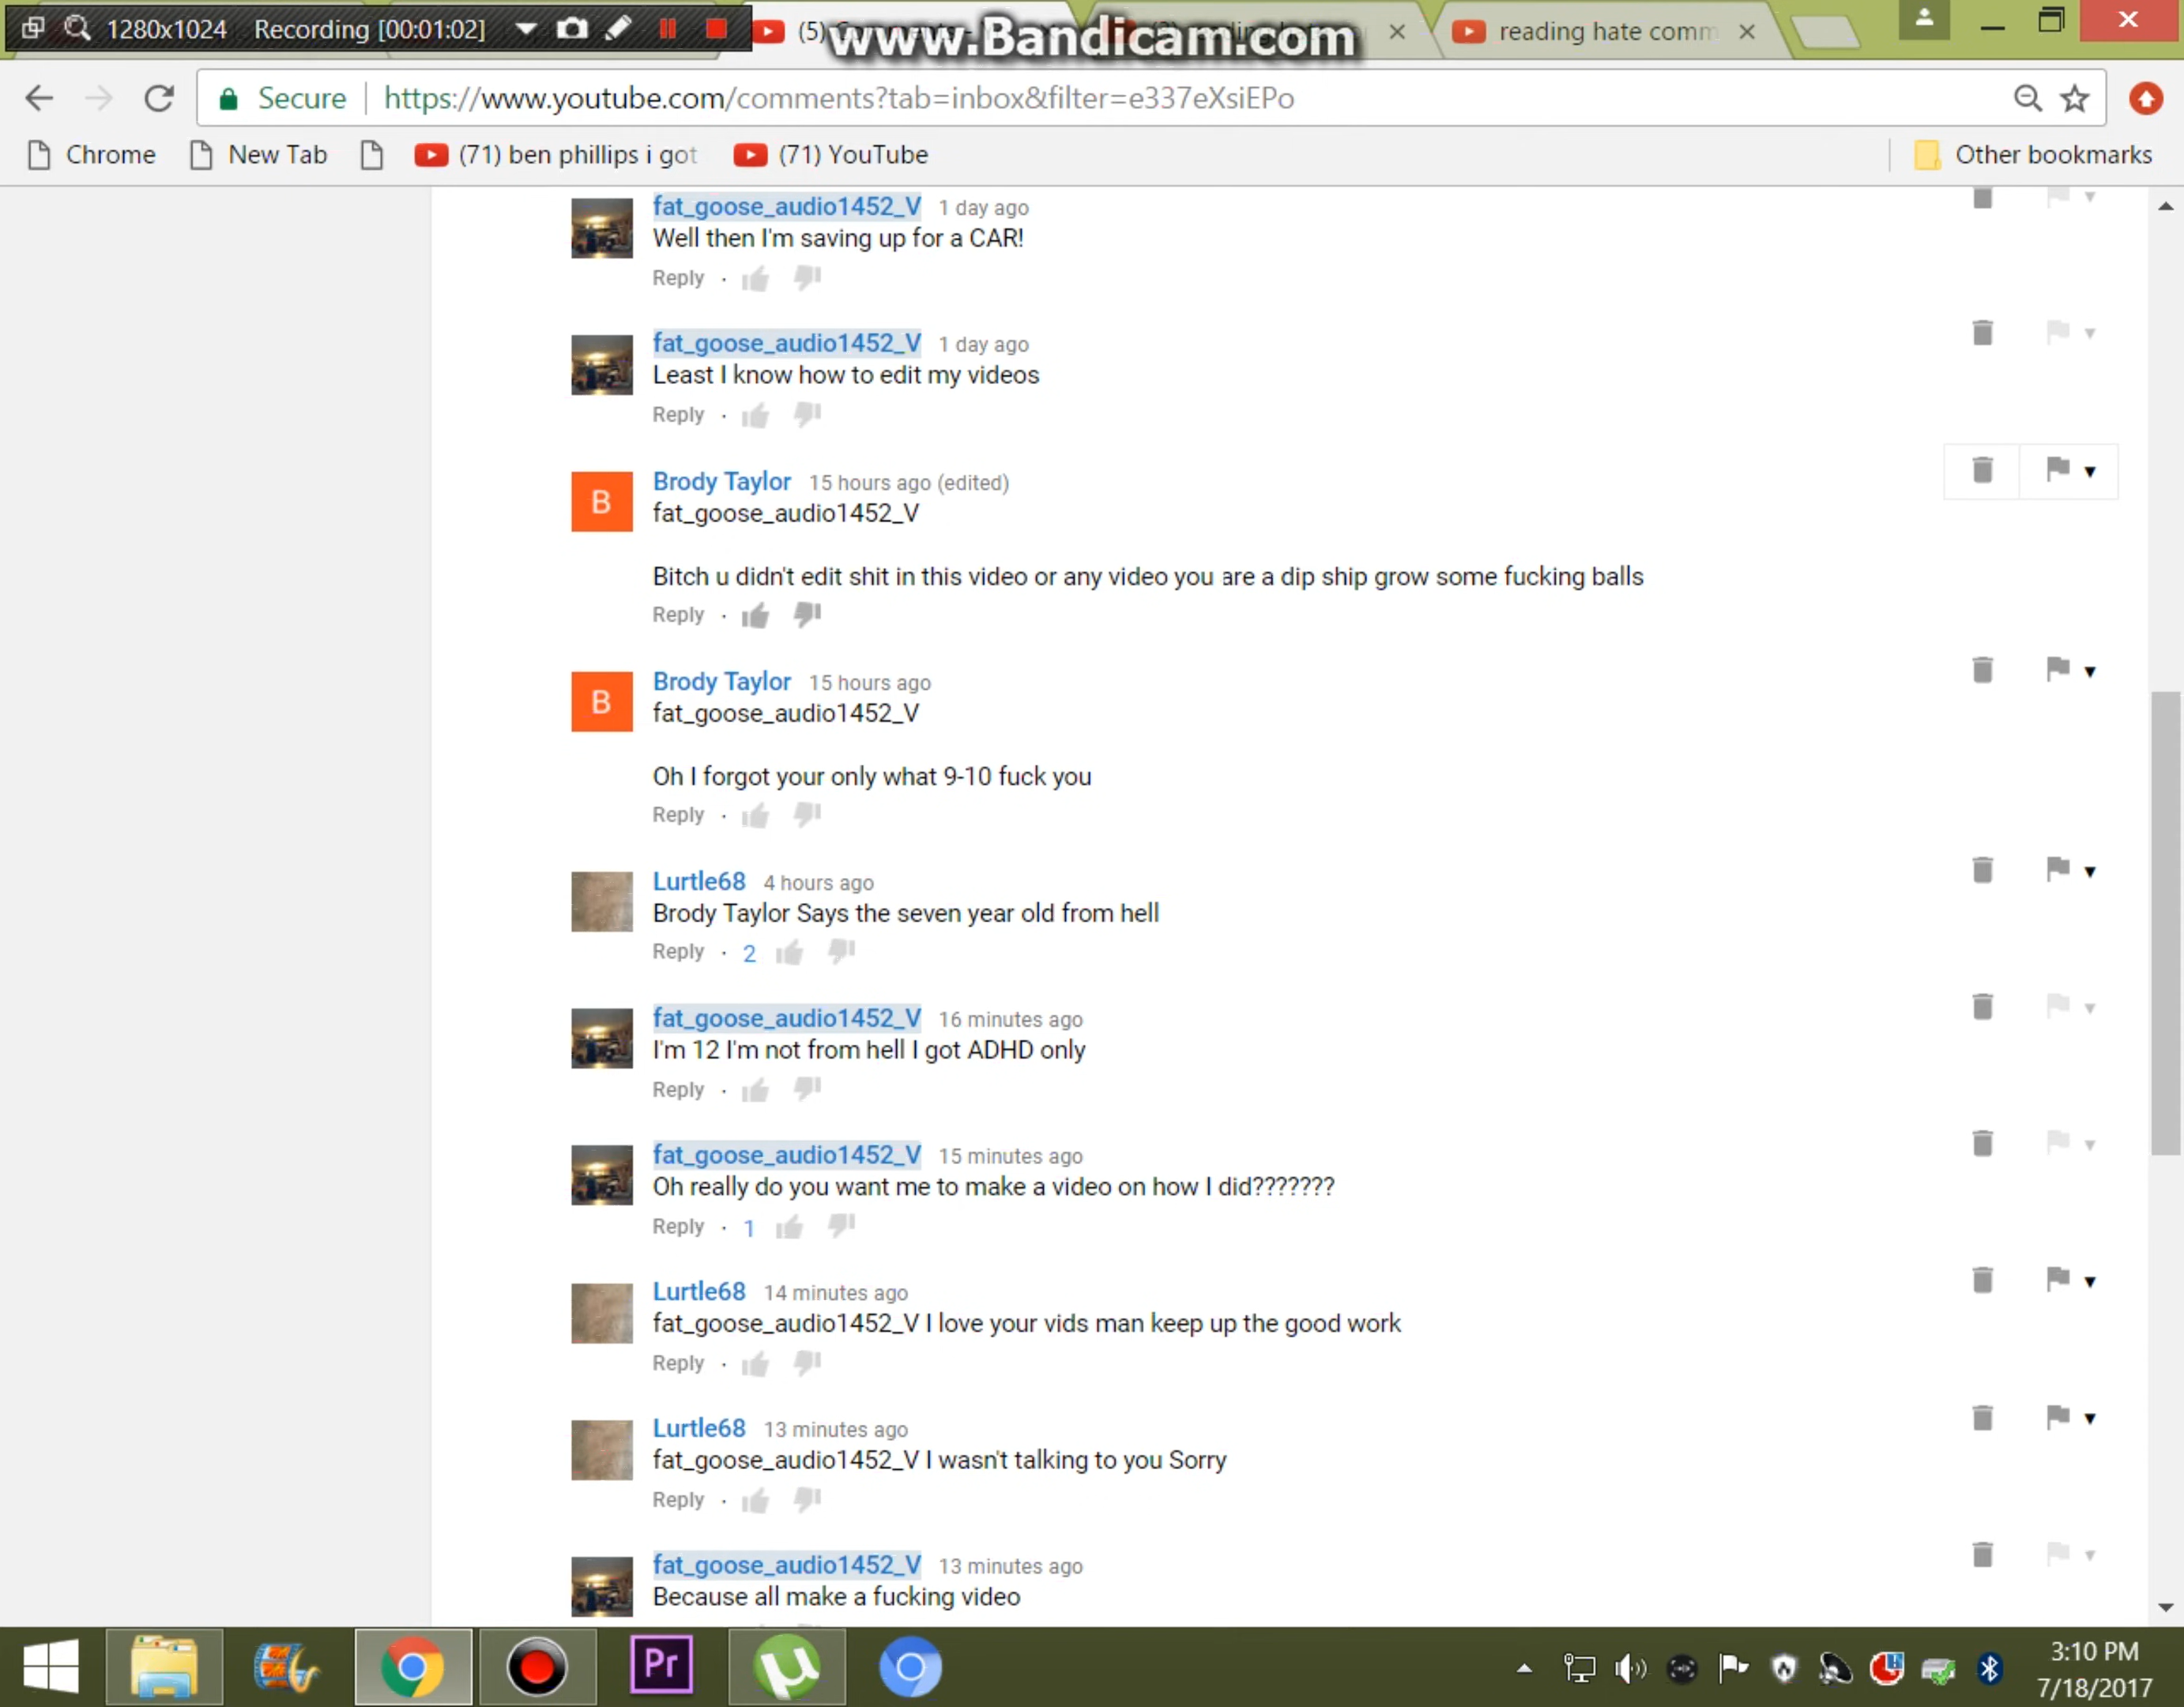 1280x1024 Recording [00:01:02]
www.Bandicam.com
(5)
reading hate comm
Secure https://www.youtube.com/comments?tab=inbox&filter=e337eXsiEPo
Chrome New Tab (71) ben phillips i got (71) YouTube Other bookmarks
fat_goose_audio1452_V 1 day ago
Well then I'm saving up for a CAR!
Reply ·
fat_goose_audio1452_V 1 day ago
Least I know how to edit my videos
Reply ·
B
Brody Taylor 15 hours ago (edited)
fat_goose_audio1452_V
Bitch u didn't edit shit in this video or any video you are a dip ship grow some fucking balls
Reply ·
B
Brody Taylor 15 hours ago
fat_goose_audio1452_V
Oh I forgot your only what 9-10 fuck you
Reply ·
Lurtle68 4 hours ago
Brody Taylor Says the seven year old from hell
Reply · 2
fat_goose_audio1452_V 16 minutes ago
I'm 12 I'm not from hell I got ADHD only
Reply ·
fat_goose_audio1452_V 15 minutes ago
Oh really do you want me to make a video on how I did???????
Reply · 1
Lurtle68 14 minutes ago
fat_goose_audio1452_V I love your vids man keep up the good work
Reply ·
Lurtle68 13 minutes ago
fat_goose_audio1452_V I wasn't talking to you Sorry
Reply ·
fat_goose_audio1452_V 13 minutes ago
Because all make a fucking video
Pr
3:10 PM
7/18/2017